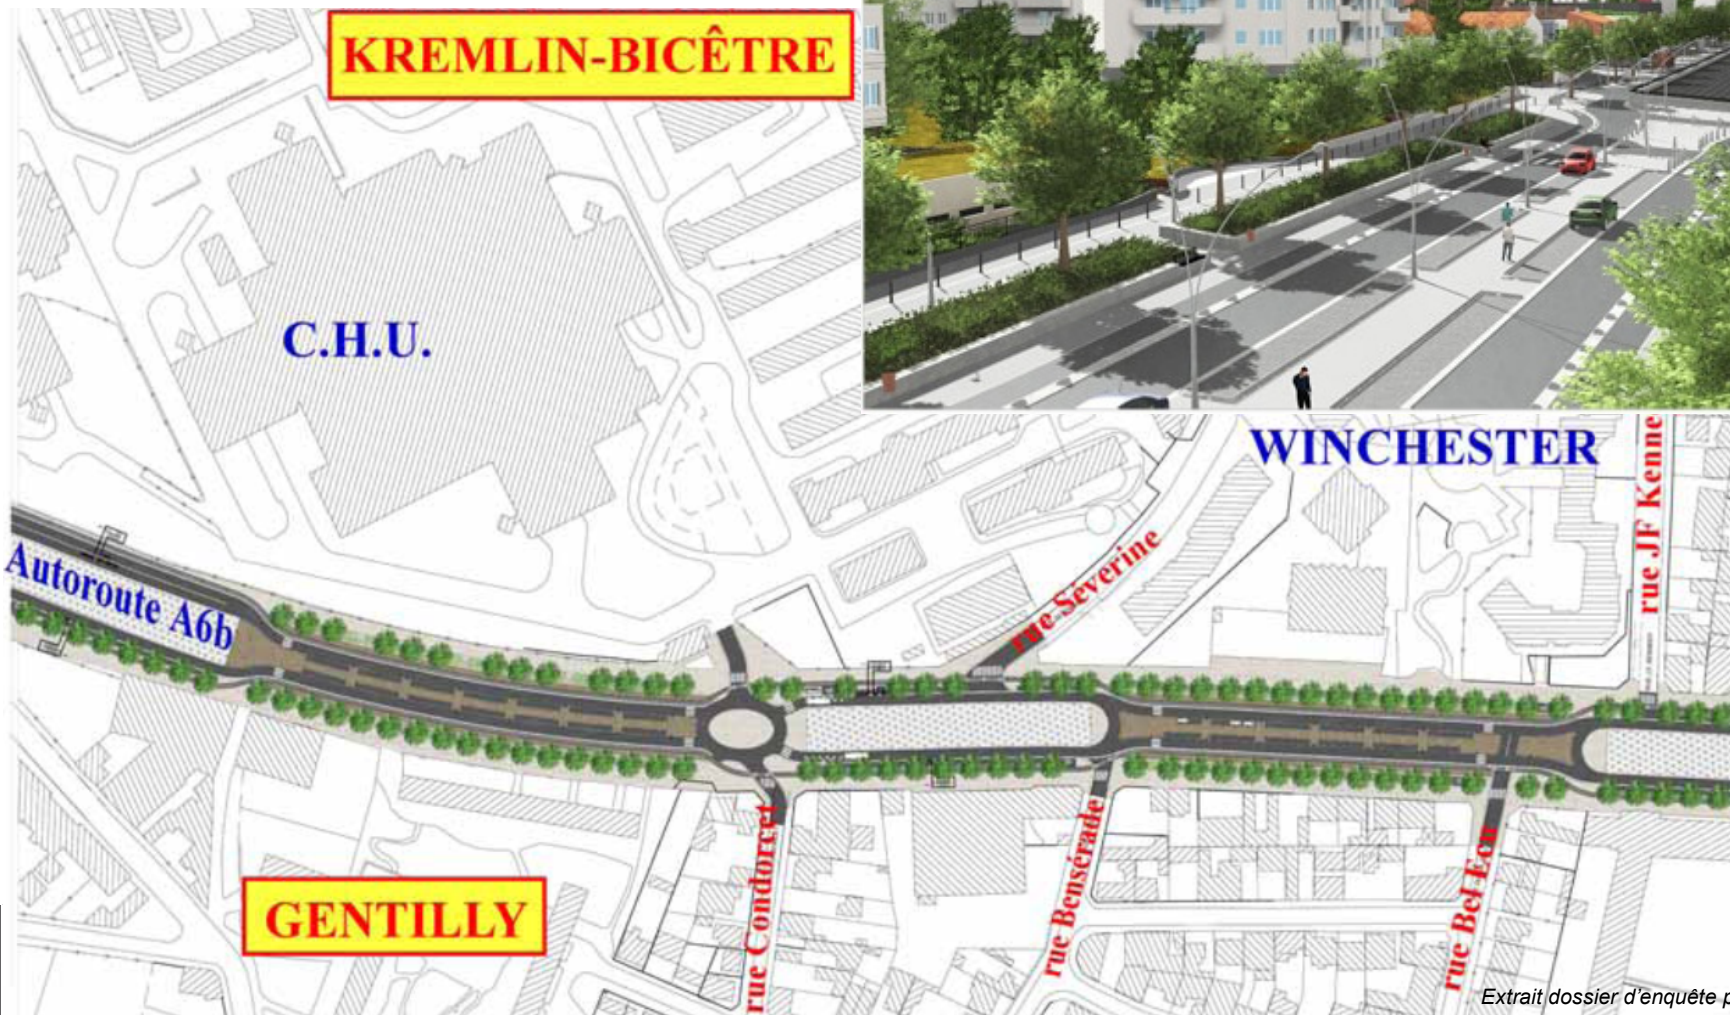 KREMLIN-BICÊTRE
C.H.U.
WINCHESTER
rue JF Kenne
rue Séverine
Autoroute A6b
rue Condorcet
rue Bensérade
rue Bel Ecu
GENTILLY
Extrait dossier d'enquête p